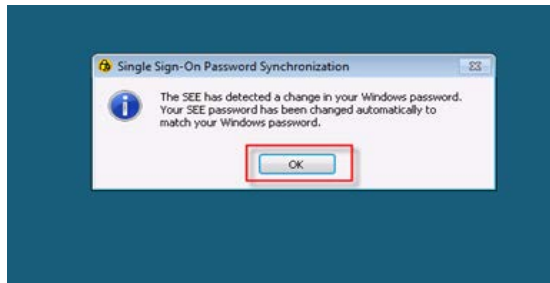 Single Sign-On Password Synchronization
The SEE has detected a change in your Windows password.
Your SEE password has been changed automatically to
match your Windows password.
OK